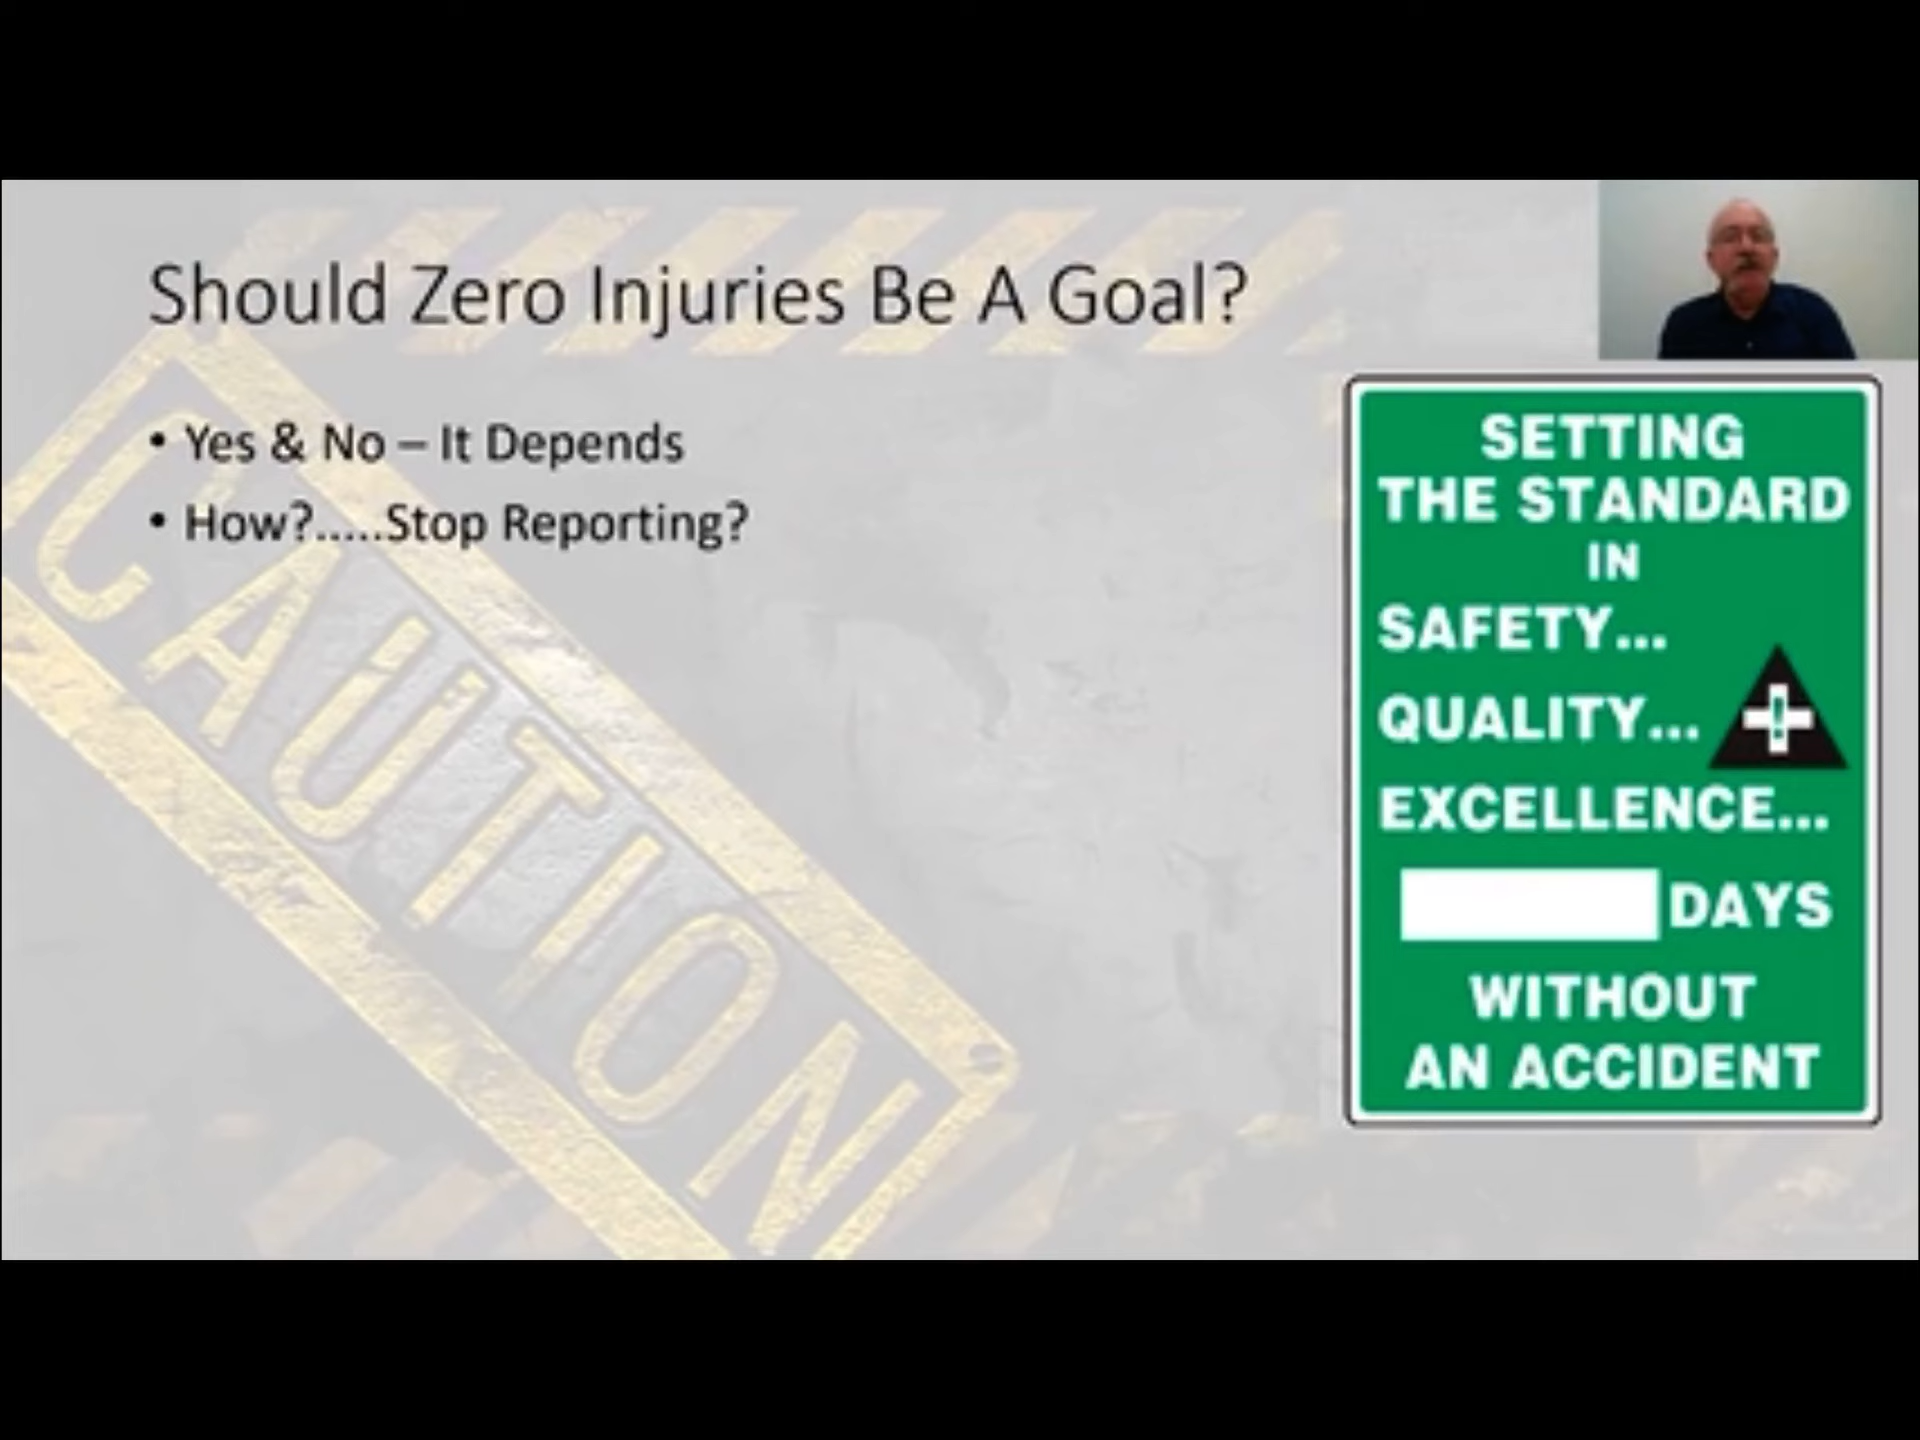 Should Zero Injuries Be A Goal?
• Yes & No – It Depends
• How?.....Stop Reporting?
SETTING
THE STANDARD
IN
SAFETY...
QUALITY...
EXCELLENCE...
DAYS
WITHOUT
AN ACCIDENT
CAUTION